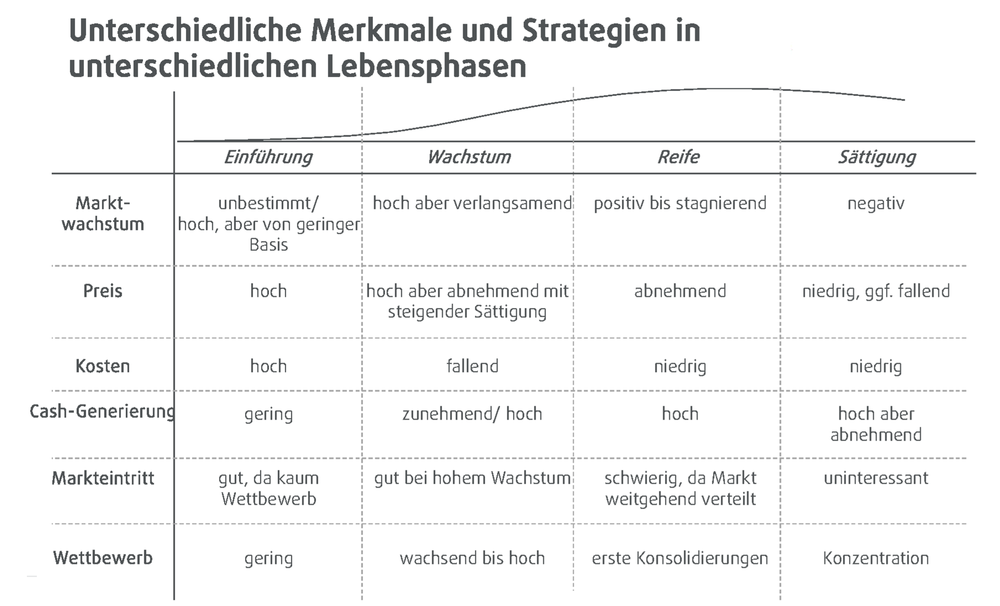 Unterschiedliche Merkmale und Strategien in
unterschiedlichen Lebensphasen
Einführung Wachstum Reife Sättigung
Markt- unbestimmt/ hoch aber verlangsamend positiv bis stagnierend negativ
wachstum hoch, aber von geringer
Basis
Preis hoch hoch aber abnehmend mit abnehmend niedrig, ggf. fallend
steigender Sättigung
Kosten hoch fallend niedrig niedrig
Cash-Generierung gering zunehmend/ hoch hoch hoch aber
abnehmend
Markteintritt gut, da kaum gut bei hohem Wachstum schwierig, da Markt uninteressant
Wettbewerb weitgehend verteilt
Wettbewerb gering wachsend bis hoch erste Konsolidierungen Konzentration